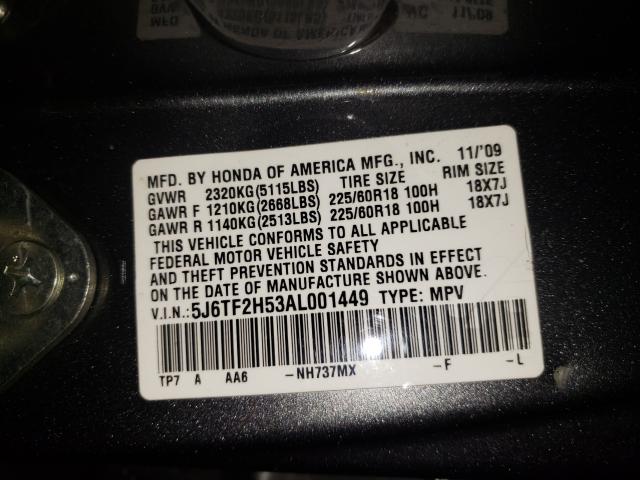 MFD. BY HONDA OF AMERICA MFG., INC. 11/'09
GVWR 2320KG(5115LBS) TIRE SIZE RIM SIZE
GAWR F 1210KG(2668LBS) 225/60R18 100H 18X7J
GAWR R 1140KG(2513LBS) 225/60R18 100H 18X7J
THIS VEHICLE CONFORMS TO ALL APPLICABLE
FEDERAL MOTOR VEHICLE SAFETY
AND THEFT PREVENTION STANDARDS IN EFFECT
ON THE DATE OF MANUFACTURE SHOWN ABOVE.
V.I.N.: 5J6TF2H53AL001449 TYPE: MPV
TP7 A AA6 -NH737MX -F -L